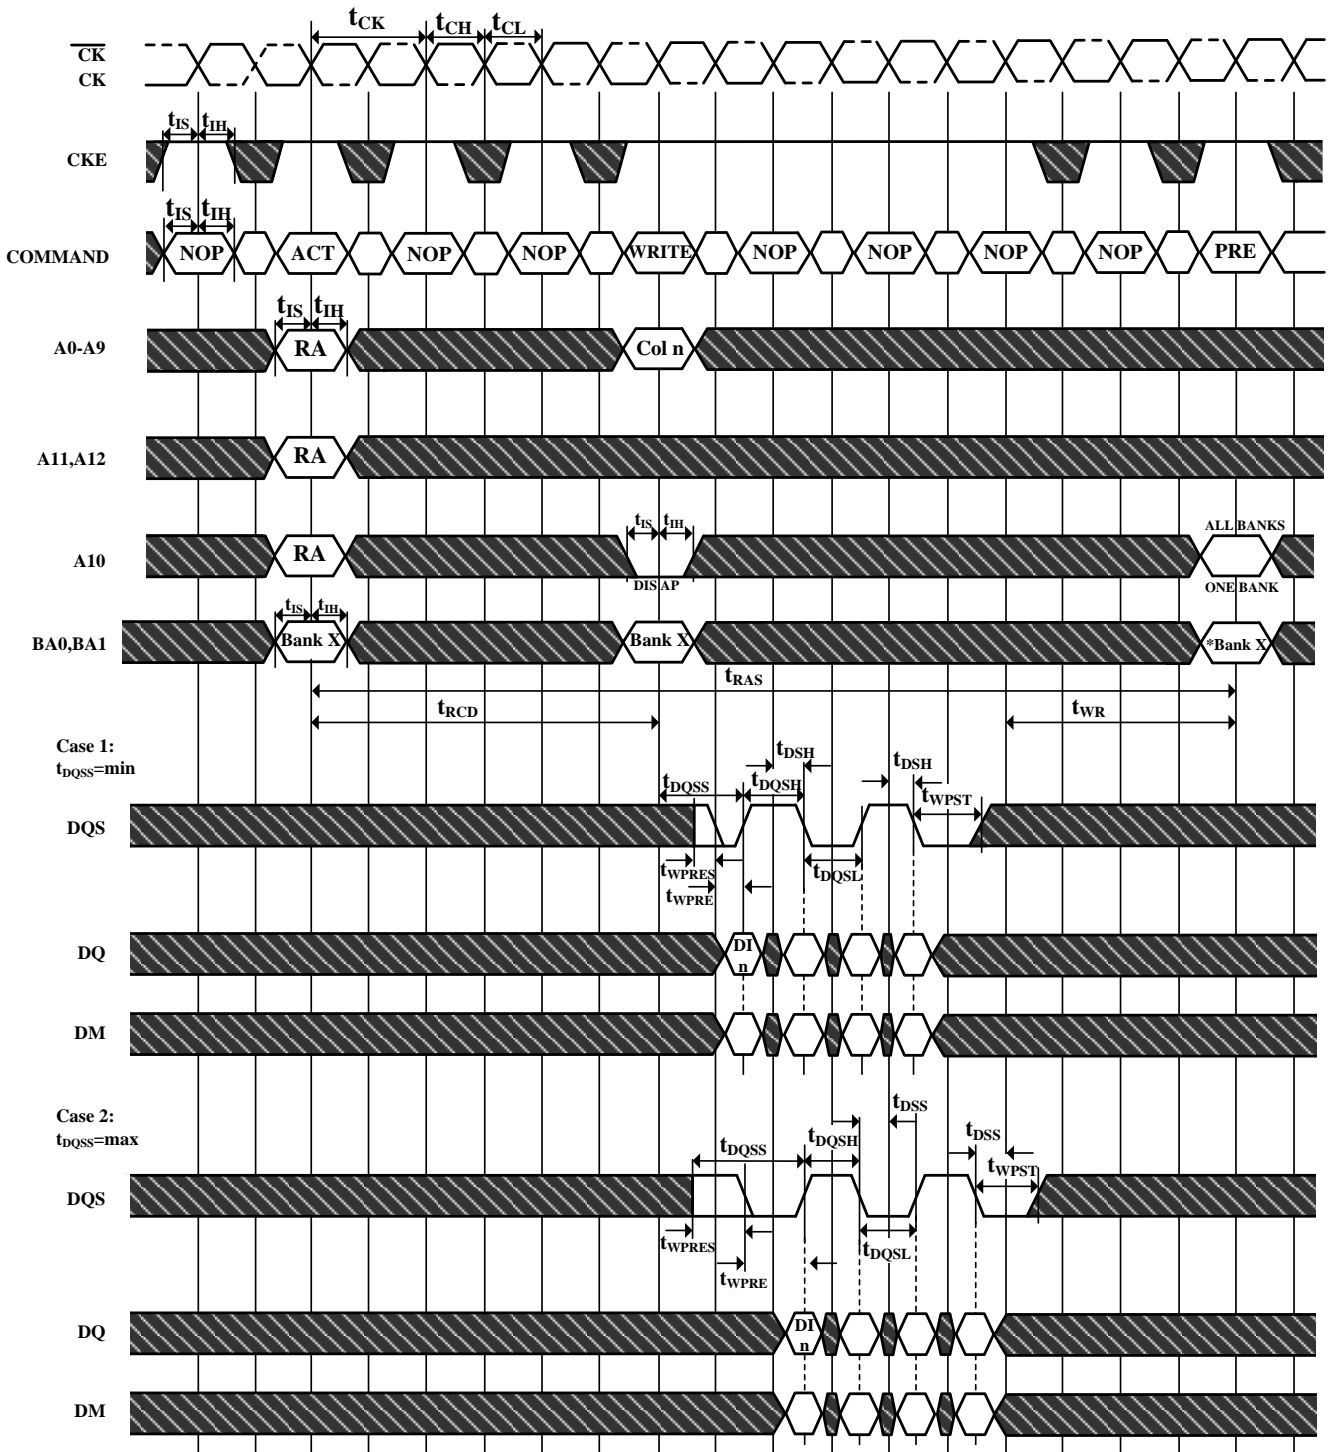 tCK tCH tCL
CK
CK
tIS tIH
CKE
tIS tIH
COMMAND NOP ACT NOP NOP WRITE NOP NOP NOP NOP PRE
tIS tIH
A0-A9 RA Col n
A11,A12 RA
tIS tIH ALL BANKS
A10 RA
DIS AP ONE BANK
tIS tIH
BA0,BA1 Bank X Bank X *Bank X
tRAS
tRCD tWR
Case 1:
tDQSS=min
tDSH tDSH
tDQSS tDQSH tWPST
DQS
tWPRES tDQSL
tWPRE
DQ DI
n
DM
Case 2:
tDQSS=max
tDSS
tDQSS tDQSH tDSS
tWPST
DQS
tWPRES tDQSL
tWPRE
DQ DI
n
DM